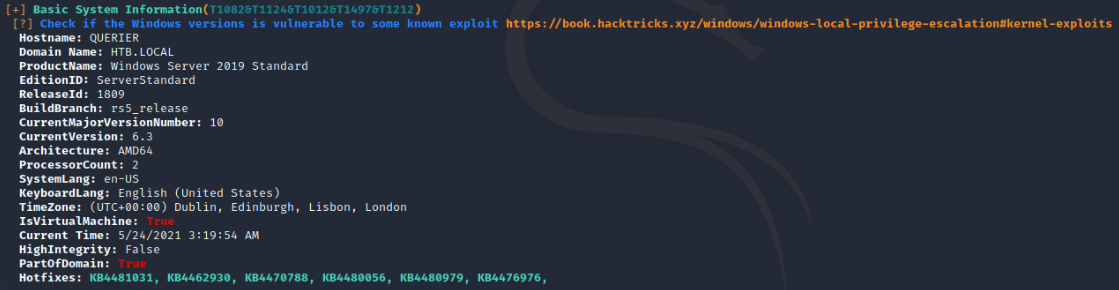 [+] Basic System Information(T1082&T1124&T1012&T1497&T1212)
[?] Check if the Windows versions is vulnerable to some known exploit https://book.hacktricks.xyz/windows/windows-local-privilege-escalation#kernel-exploits
Hostname: QUERIER
Domain Name: HTB.LOCAL
ProductName: Windows Server 2019 Standard
EditionID: ServerStandard
ReleaseId: 1809
BuildBranch: rs5_release
CurrentMajorVersionNumber: 10
CurrentVersion: 6.3
Architecture: AMD64
ProcessorCount: 2
SystemLang: en-US
KeyboardLang: English (United States)
TimeZone: (UTC+00:00) Dublin, Edinburgh, Lisbon, London
IsVirtualMachine: True
Current Time: 5/24/2021 3:19:54 AM
HighIntegrity: False
PartOfDomain: True
Hotfixes: KB4481031, KB4462930, KB4470788, KB4480056, KB4480979, KB4476976,